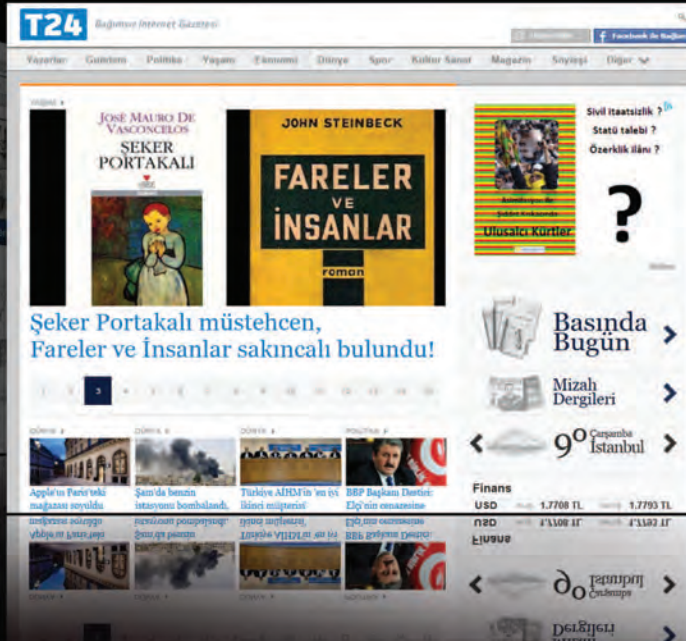 T24
Bağımsız İnternet Gazetesi
Facebook ile Bağlan
Yazarlar Gündem Politika Yaşam Ekonomi Dünya Spor Kültür Sanat Magazin Söyleşi Diğer
JOSÉ MAURO DE
VASCONCELOS
ŞEKER
PORTAKALI
JOHN STEINBECK
FARELER
VE
İNSANLAR
roman
Şeker Portakalı müstehcen,
Fareler ve İnsanlar sakıncalı bulundu!
3
Sivil itaatsizlik ?
Statü talebi ?
Özerklik ilânı ?
?
Ulusalcı Kürtler
Basında
Bugün
Mizah
Dergileri
9° Çarşamba
İstanbul
DÜNYA DÜNYA DÜNYA POLİTİKA
Apple'ın Paris'teki
mağazası soyuldu
Şam'da benzin
istasyonu bombalandı,
Türkiye AİHM'in 'en iyi
ikinci müşterisi'
BBP Başkanı Destici:
Elçi'nin cenazesine
Finans
USD 1.7708 TL 1.7793 TL